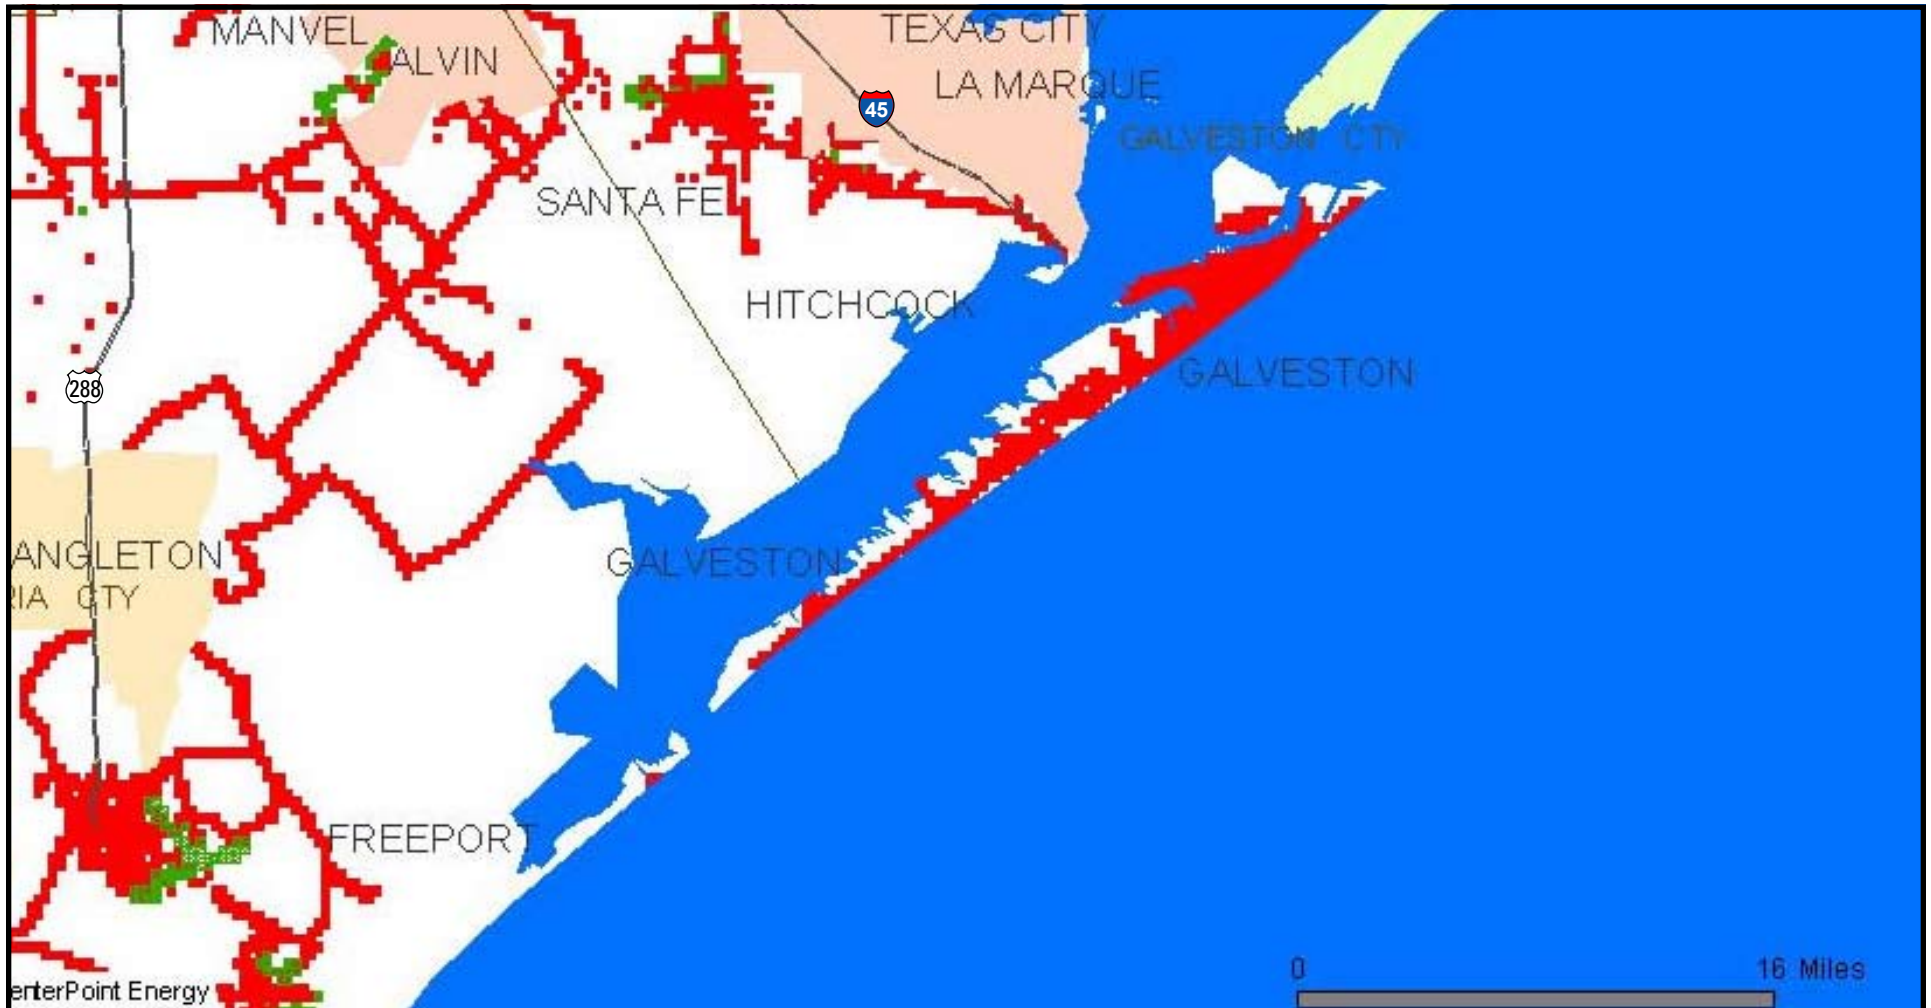 MANVEL
TEXAS CITY
ALVIN
LA MARQUE
45
GALVESTON CTY
SANTA FE
HITCHCOCK
GALVESTON
288
ANGLETON
GALVESTON
RIA CTY
FREEPORT
0 16 Miles
enterPoint Energy